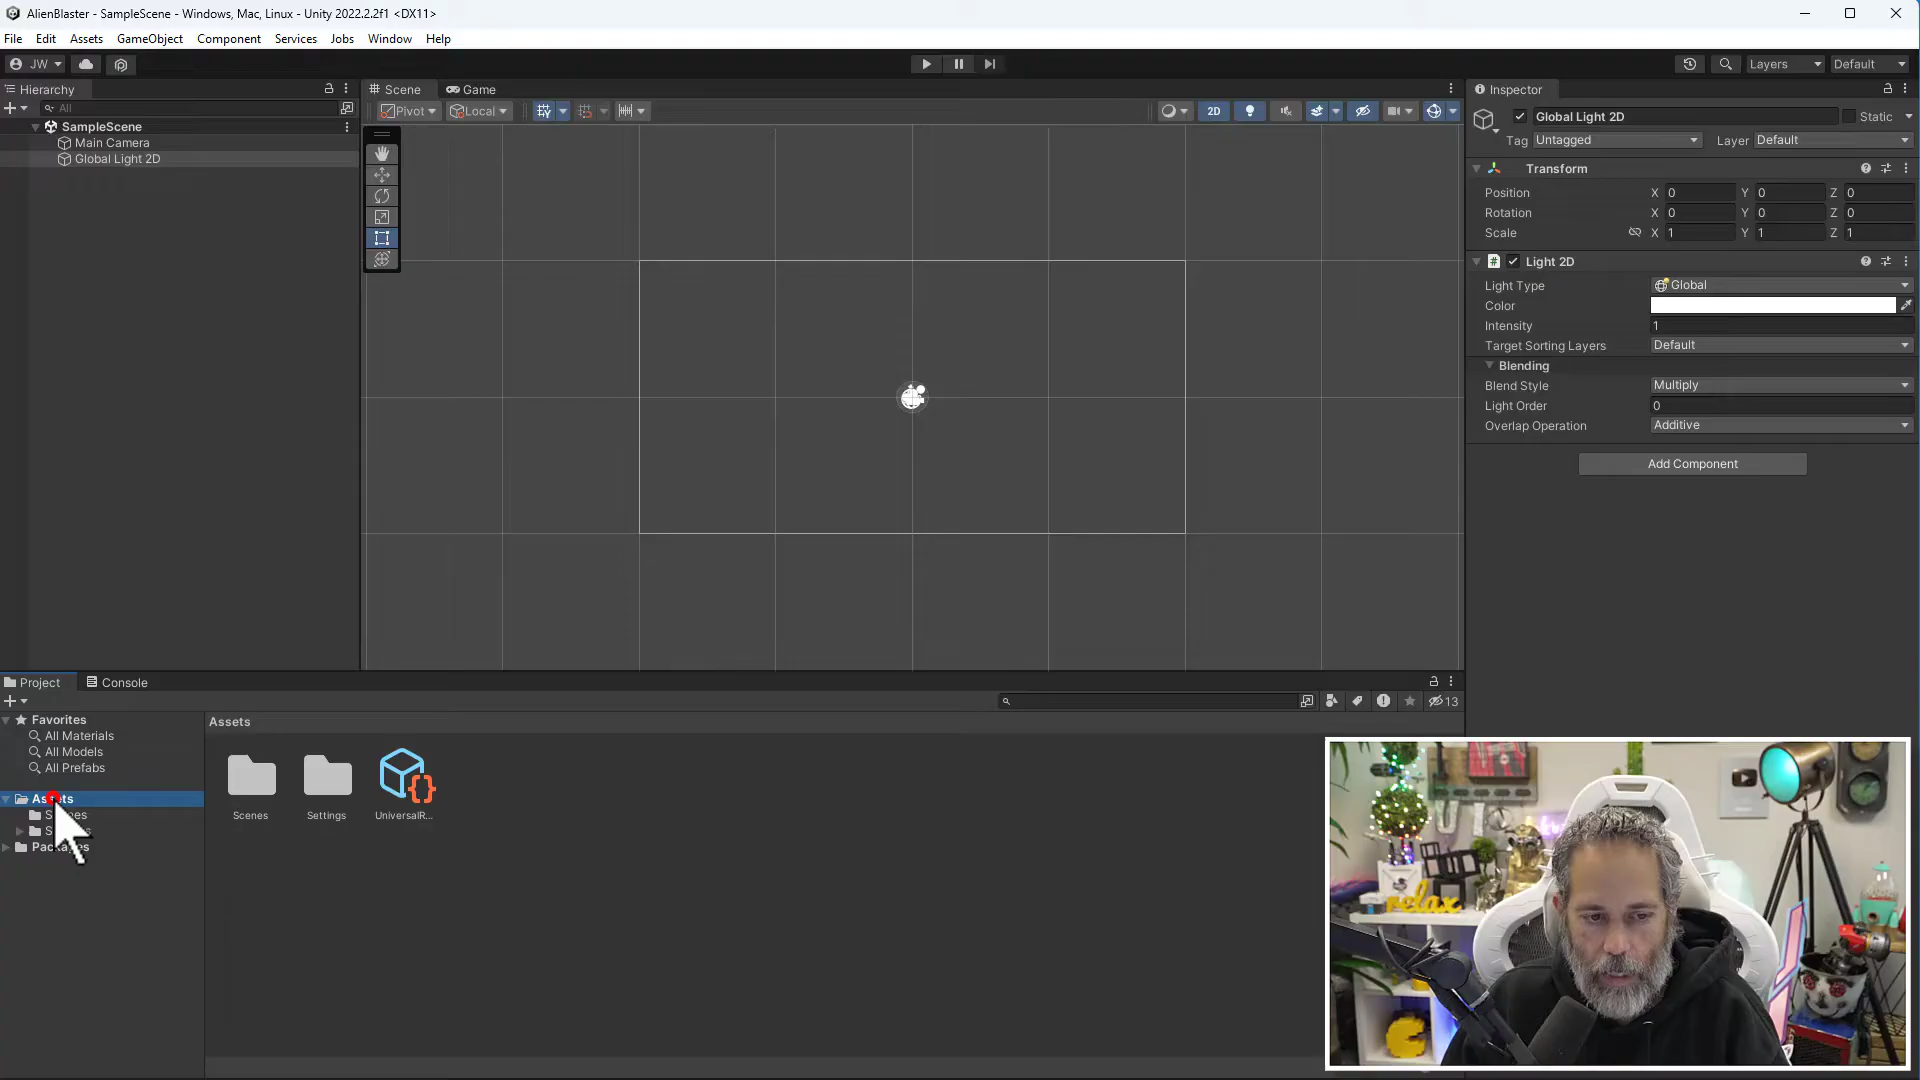 AlienBlaster - SampleScene - Windows, Mac, Linux - Unity 2022.2.2f1 <DX11>
File Edit Assets GameObject Component Services Jobs Window Help
JW
Layers
Default
Hierarchy
All
SampleScene
Main Camera
Global Light 2D
Scene
Game
Pivot
Local
2D
Inspector
Global Light 2D
Static
Tag Untagged
Layer Default
Transform
Position X 0 Y 0 Z 0
Rotation X 0 Y 0 Z 0
Scale X 1 Y 1 Z 1
# Light 2D
Light Type Global
Color
Intensity 1
Target Sorting Layers Default
Blending
Blend Style Multiply
Light Order 0
Overlap Operation Additive
Add Component
Project
Console
13
Favorites
All Materials
All Models
All Prefabs
Assets
Packages
Assets
Scenes
Settings
UniversalR...
relax